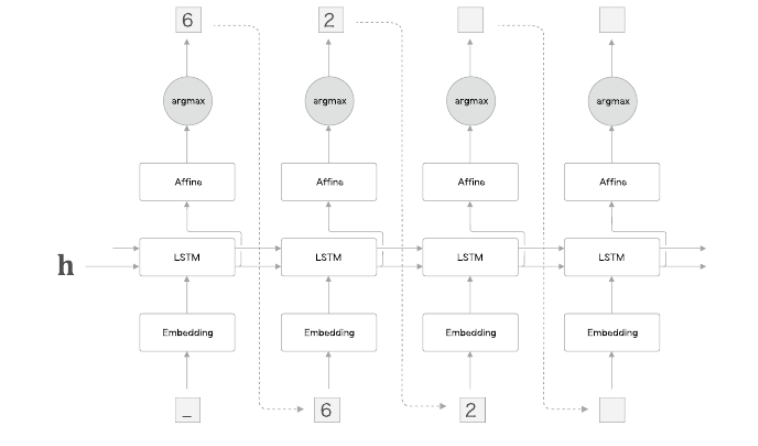 6 2
argmax argmax argmax argmax
Affine Affine Affine Affine
h LSTM LSTM LSTM LSTM
Embedding Embedding Embedding Embedding
_ 6 2